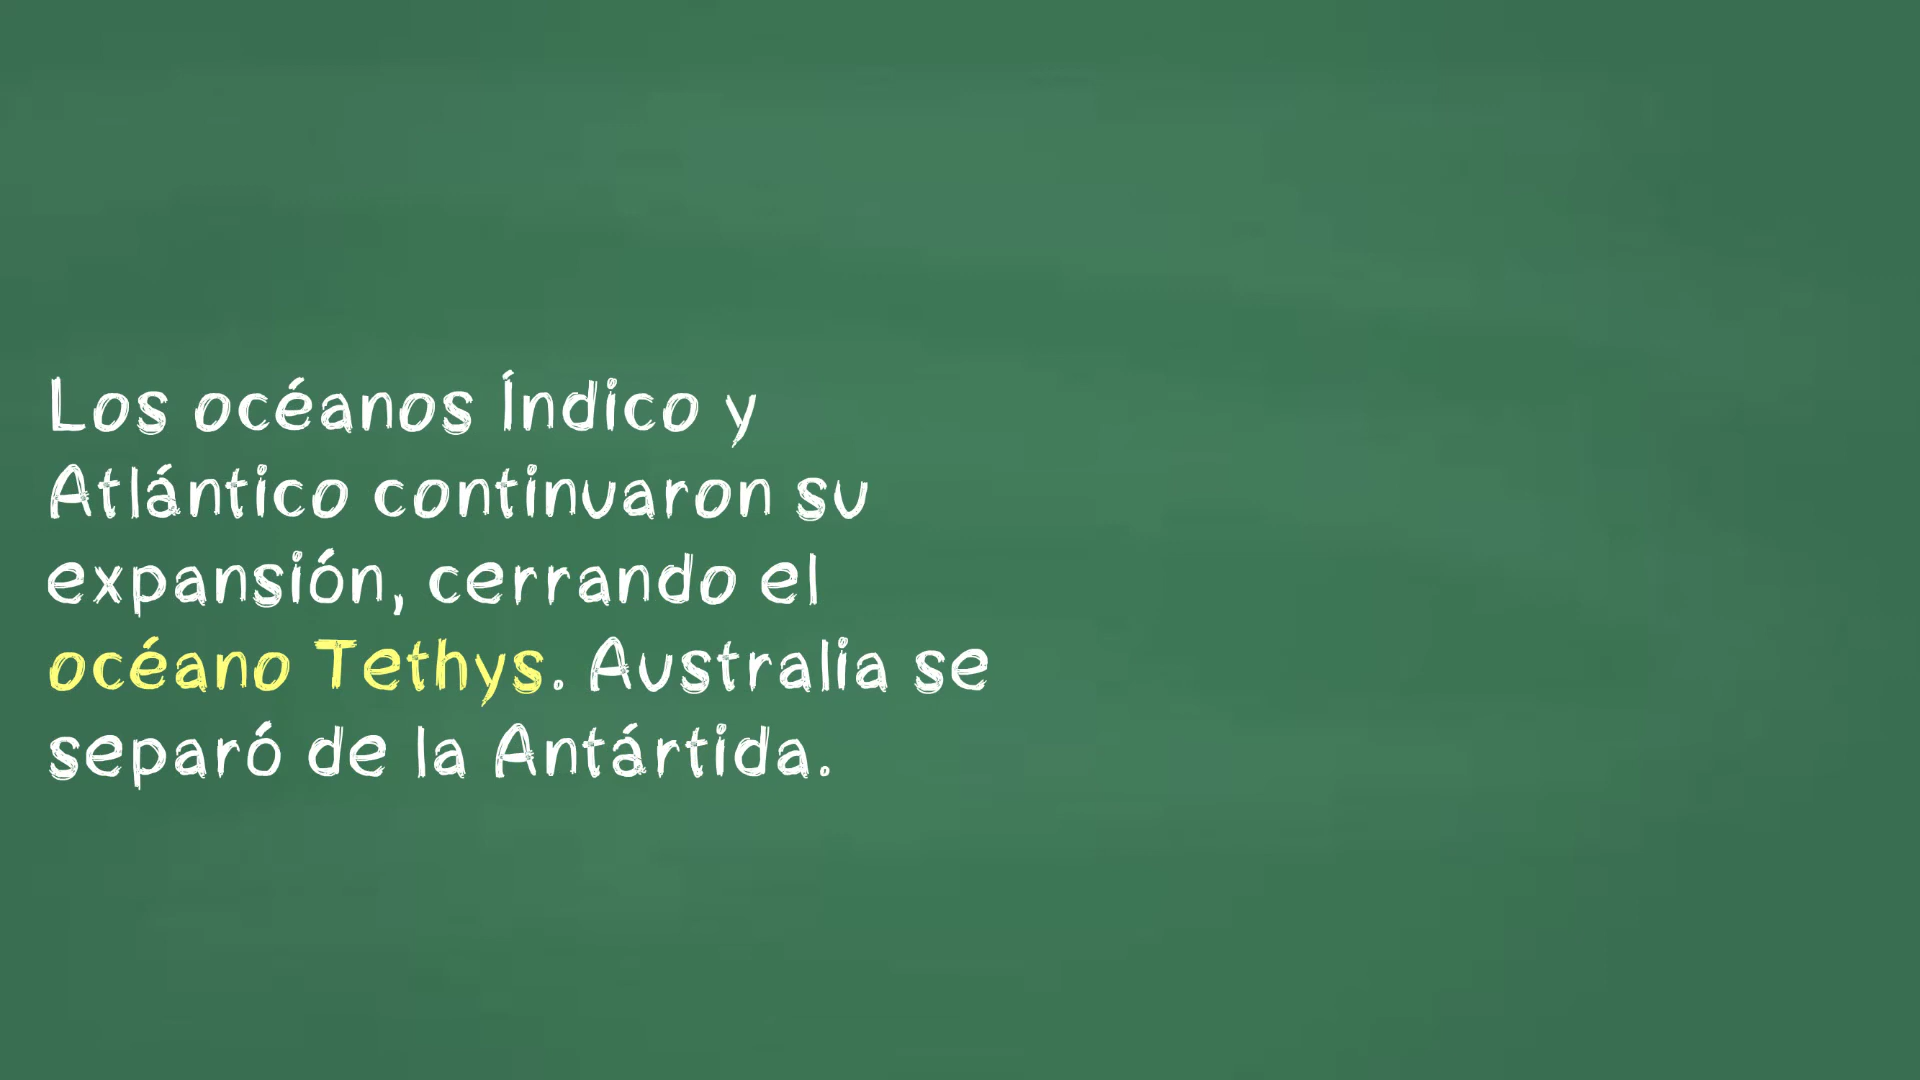 Los océanos Índico y
Atlántico continuaron su
expansión, cerrando el
océano Tethys. Australia se
separó de la Antártida.